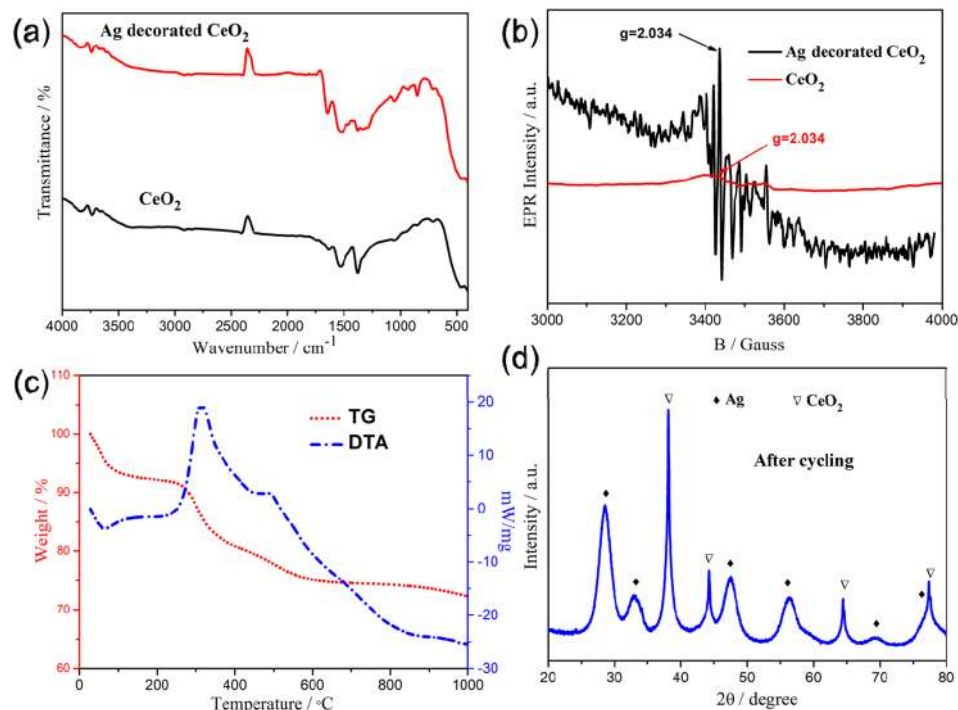 (a)
Ag decorated CeO₂
CeO₂
Transmittance / %
4000 3500 3000 2500 2000 1500 1000 500
Wavenumber / cm⁻¹
(b)
g=2.034
Ag decorated CeO₂
CeO₂
g=2.034
EPR Intensity / a.u.
3000 3200 3400 3600 3800 4000
B / Gauss
(c)
110
100
90
80
70
60
Weight / %
TG
DTA
20
10
0
-10
-20
-30
mW/mg
0 200 400 600 800 1000
Temperature / °C
(d)
Ag CeO₂
After cycling
Intensity / a.u.
20 30 40 50 60 70 80
2θ / degree